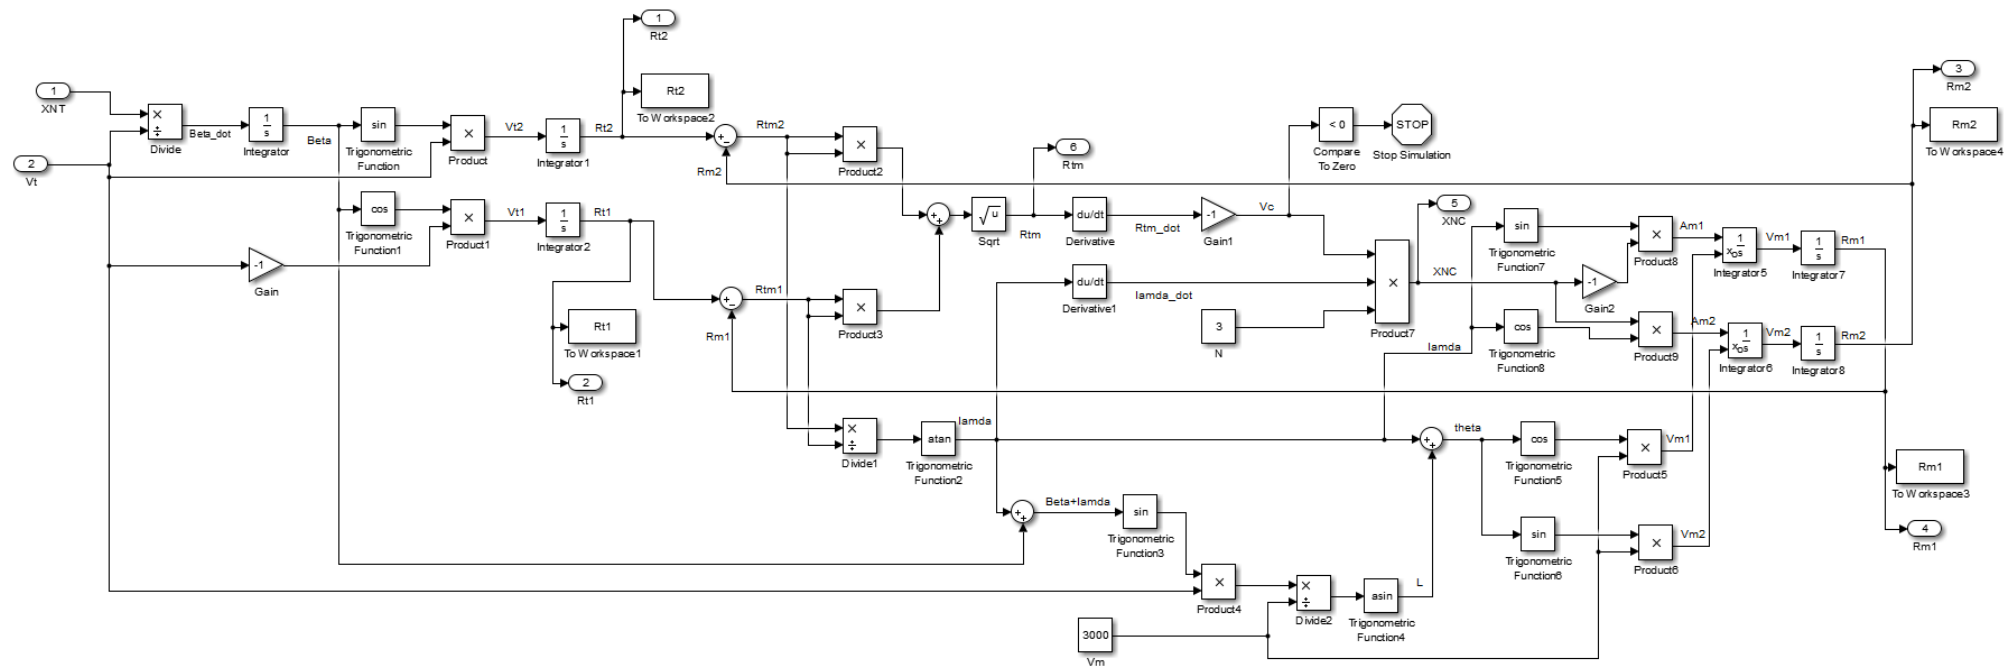 1
Rt2
Rt2
To Workspace2
1
XNT
2
Vt
×
÷
Divide
Beta_dot
1
s
Integrator
Beta
sin
Trigonometric
Function
×
Product
Vt2
1
s
Integrator1
Rt2
cos
Trigonometric
Function1
×
Product1
Vt1
1
s
Integrator2
Rt1
-1
Gain
Rt1
To Workspace1
2
Rt1
+
-
Rtm2
Rm2
×
Product2
+
-
Rtm1
Rm1
×
Product3
+
+
√u
Sqrt
Rtm
6
Rtm
du/dt
Derivative
Rtm_dot
-1
Gain1
Vc
< 0
Compare
To Zero
STOP
Stop Simulation
du/dt
Derivative1
lamda_dot
3
N
×
Product7
XNC
5
XNC
sin
Trigonometric
Function7
-1
Gain2
×
Product8
Am1
1
s
xo
Integrator5
Vm1
1
s
Integrator7
Rm1
lamda
cos
Trigonometric
Function8
×
Product9
Am2
1
s
xo
Integrator6
Vm2
1
s
Integrator8
Rm2
3
Rm2
Rm2
To Workspace4
×
÷
Divide1
atan
Trigonometric
Function2
lamda
+
+
theta
cos
Trigonometric
Function5
×
Product5
Vm1
Rm1
To Workspace3
4
Rm1
+
+
Beta+lamda
sin
Trigonometric
Function3
sin
Trigonometric
Function6
×
Product6
Vm2
×
Product4
×
÷
Divide2
asin
Trigonometric
Function4
L
3000
Vm